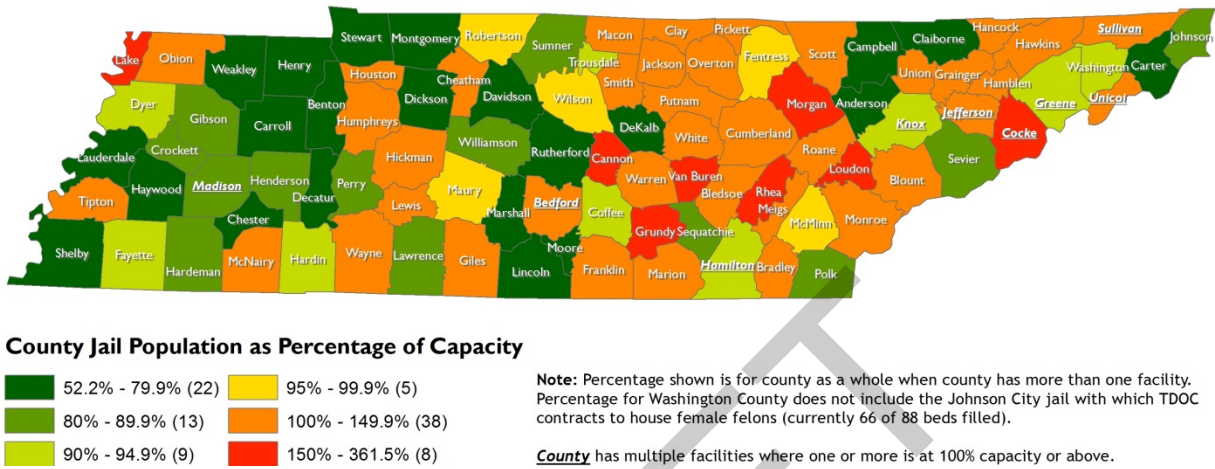 Stewart
Montgomery
Robertson
Sumner
Macon
Clay
Pickett
Scott
Campbell
Claiborne
Hancock
Hawkins
Sullivan
Johnson
Lake
Obion
Weakley
Henry
Houston
Cheatham
Trousdale
Smith
Jackson
Overton
Fentress
Union
Grainger
Hamblen
Washington
Carter
Dyer
Gibson
Carroll
Benton
Humphreys
Dickson
Davidson
Wilson
DeKalb
Putnam
Morgan
Anderson
Knox
Jefferson
Greene
Unicoi
Lauderdale
Crockett
Haywood
Madison
Henderson
Decatur
Perry
Hickman
Williamson
Rutherford
Cannon
White
Cumberland
Roane
Loudon
Blount
Sevier
Cocke
Tipton
Chester
Lewis
Maury
Marshall
Bedford
Coffee
Warren
Van Buren
Bledsoe
Rhea
Meigs
McMinn
Monroe
Shelby
Fayette
Hardeman
McNairy
Hardin
Wayne
Lawrence
Giles
Lincoln
Moore
Franklin
Grundy
Sequatchie
Marion
Hamilton
Bradley
Polk
County Jail Population as Percentage of Capacity
52.2% - 79.9% (22)
95% - 99.9% (5)
80% - 89.9% (13)
100% - 149.9% (38)
90% - 94.9% (9)
150% - 361.5% (8)
Note: Percentage shown is for county as a whole when county has more than one facility.
Percentage for Washington County does not include the Johnson City jail with which TDOC
contracts to house female felons (currently 66 of 88 beds filled).
County has multiple facilities where one or more is at 100% capacity or above.